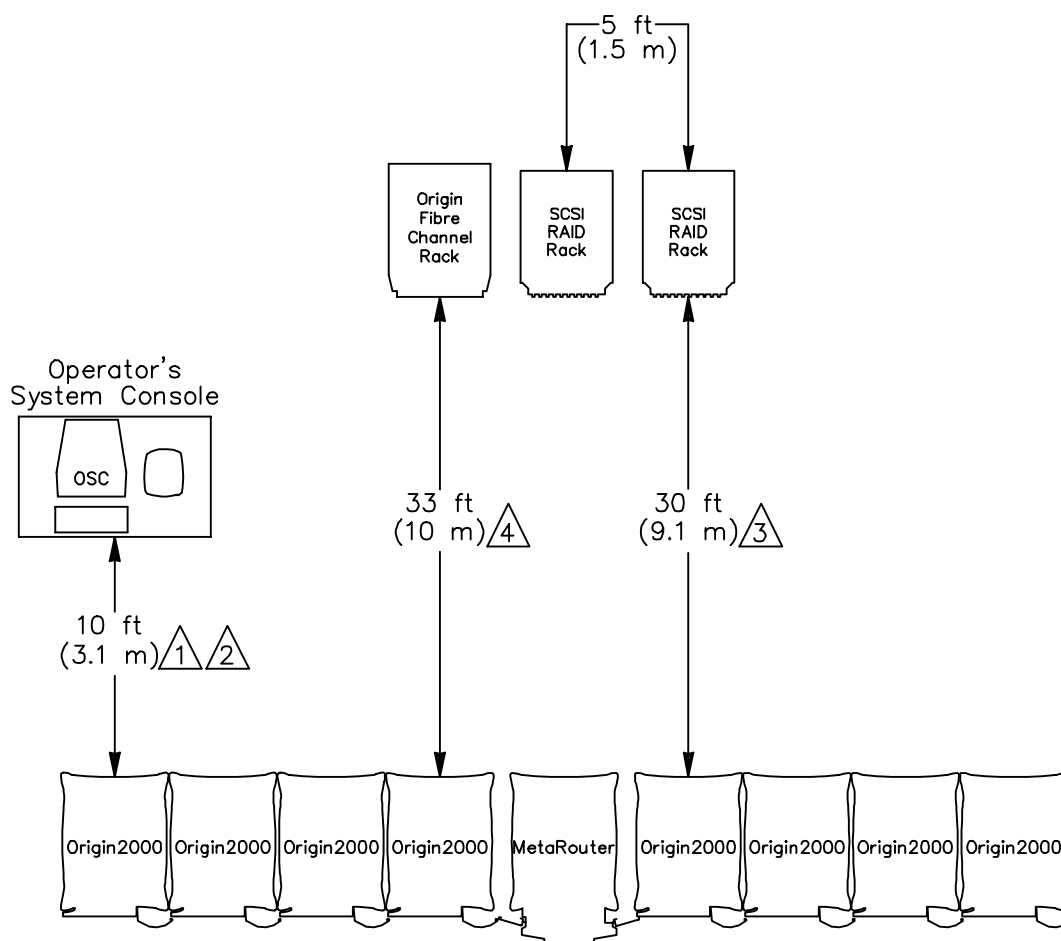 5 ft
(1.5 m)
Origin
Fibre
Channel
Rack
SCSI
RAID
Rack
SCSI
RAID
Rack
Operator's
System Console
OSC
33 ft
(10 m) 4
30 ft
(9.1 m) 3
10 ft
(3.1 m) 1 2
Origin2000 Origin2000 Origin2000 Origin2000 MetaRouter Origin2000 Origin2000 Origin2000 Origin2000